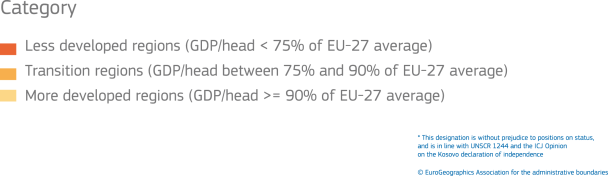 Category
Less developed regions (GDP/head < 75% of EU-27 average)
Transition regions (GDP/head between 75% and 90% of EU-27 average)
More developed regions (GDP/head >= 90% of EU-27 average)
* This designation is without prejudice to positions on status,
and is in line with UNSCR 1244 and the ICJ Opinion
on the Kosovo declaration of independence
© EuroGeographics Association for the administrative boundaries